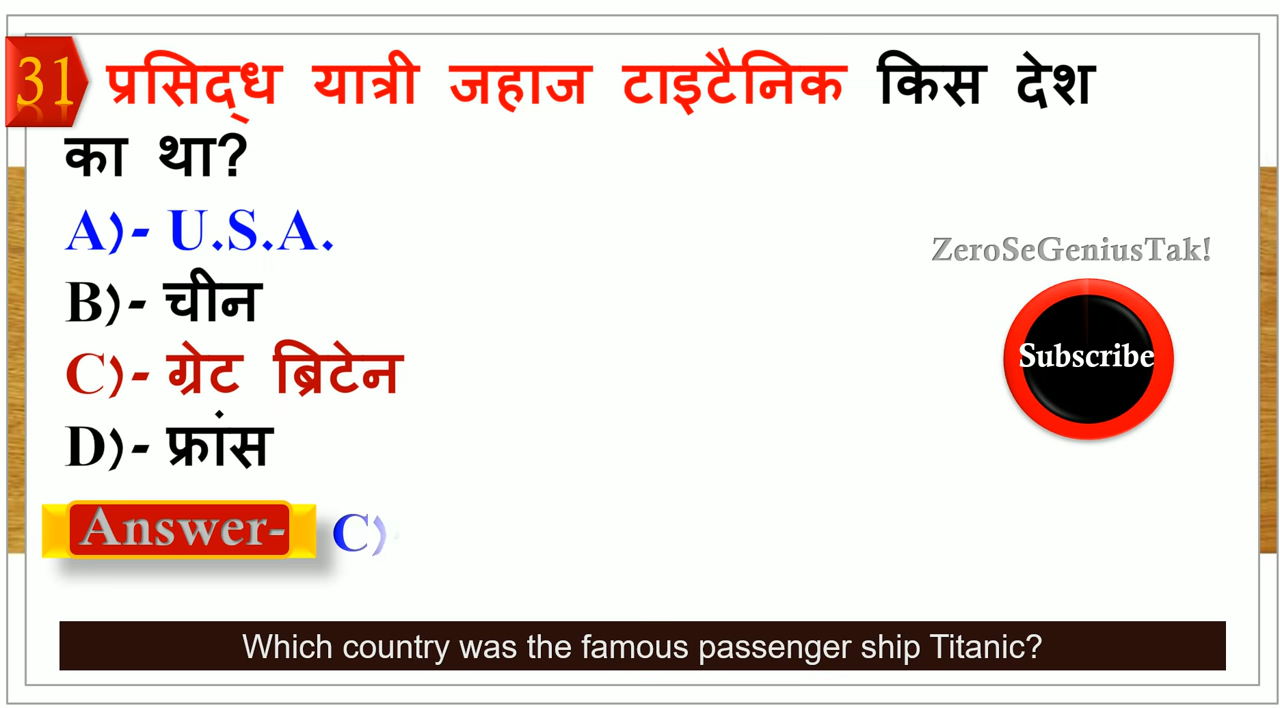 31 प्रसिद्ध यात्री जहाज टाइटैनिक किस देश
का था?
A)- U.S.A.
B)- चीन
C)- ग्रेट ब्रिटेन
D)- फ्रांस
ZeroSeGeniusTak!
Subscribe
Answer- C)
Which country was the famous passenger ship Titanic?